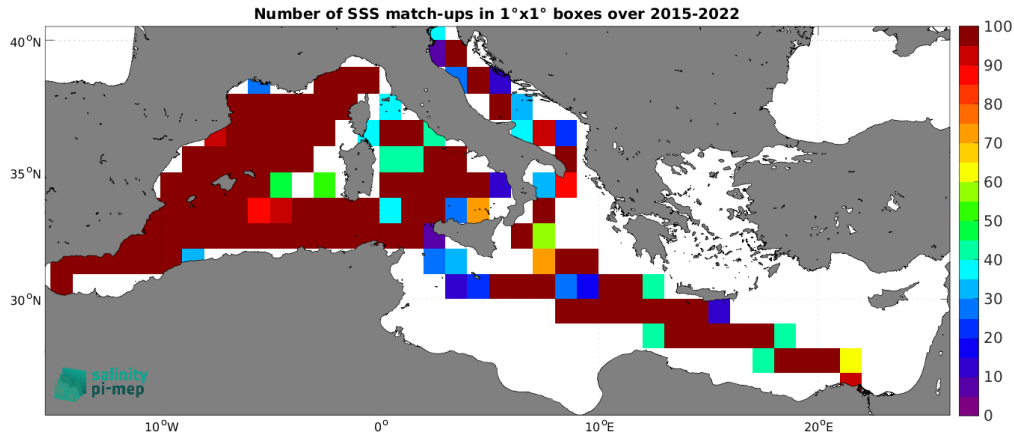 Number of SSS match-ups in 1°x1° boxes over 2015-2022
40°N
35°N
30°N
10°W
0°
10°E
20°E
100
90
80
70
60
50
40
30
20
10
0
salinity
pi-mep